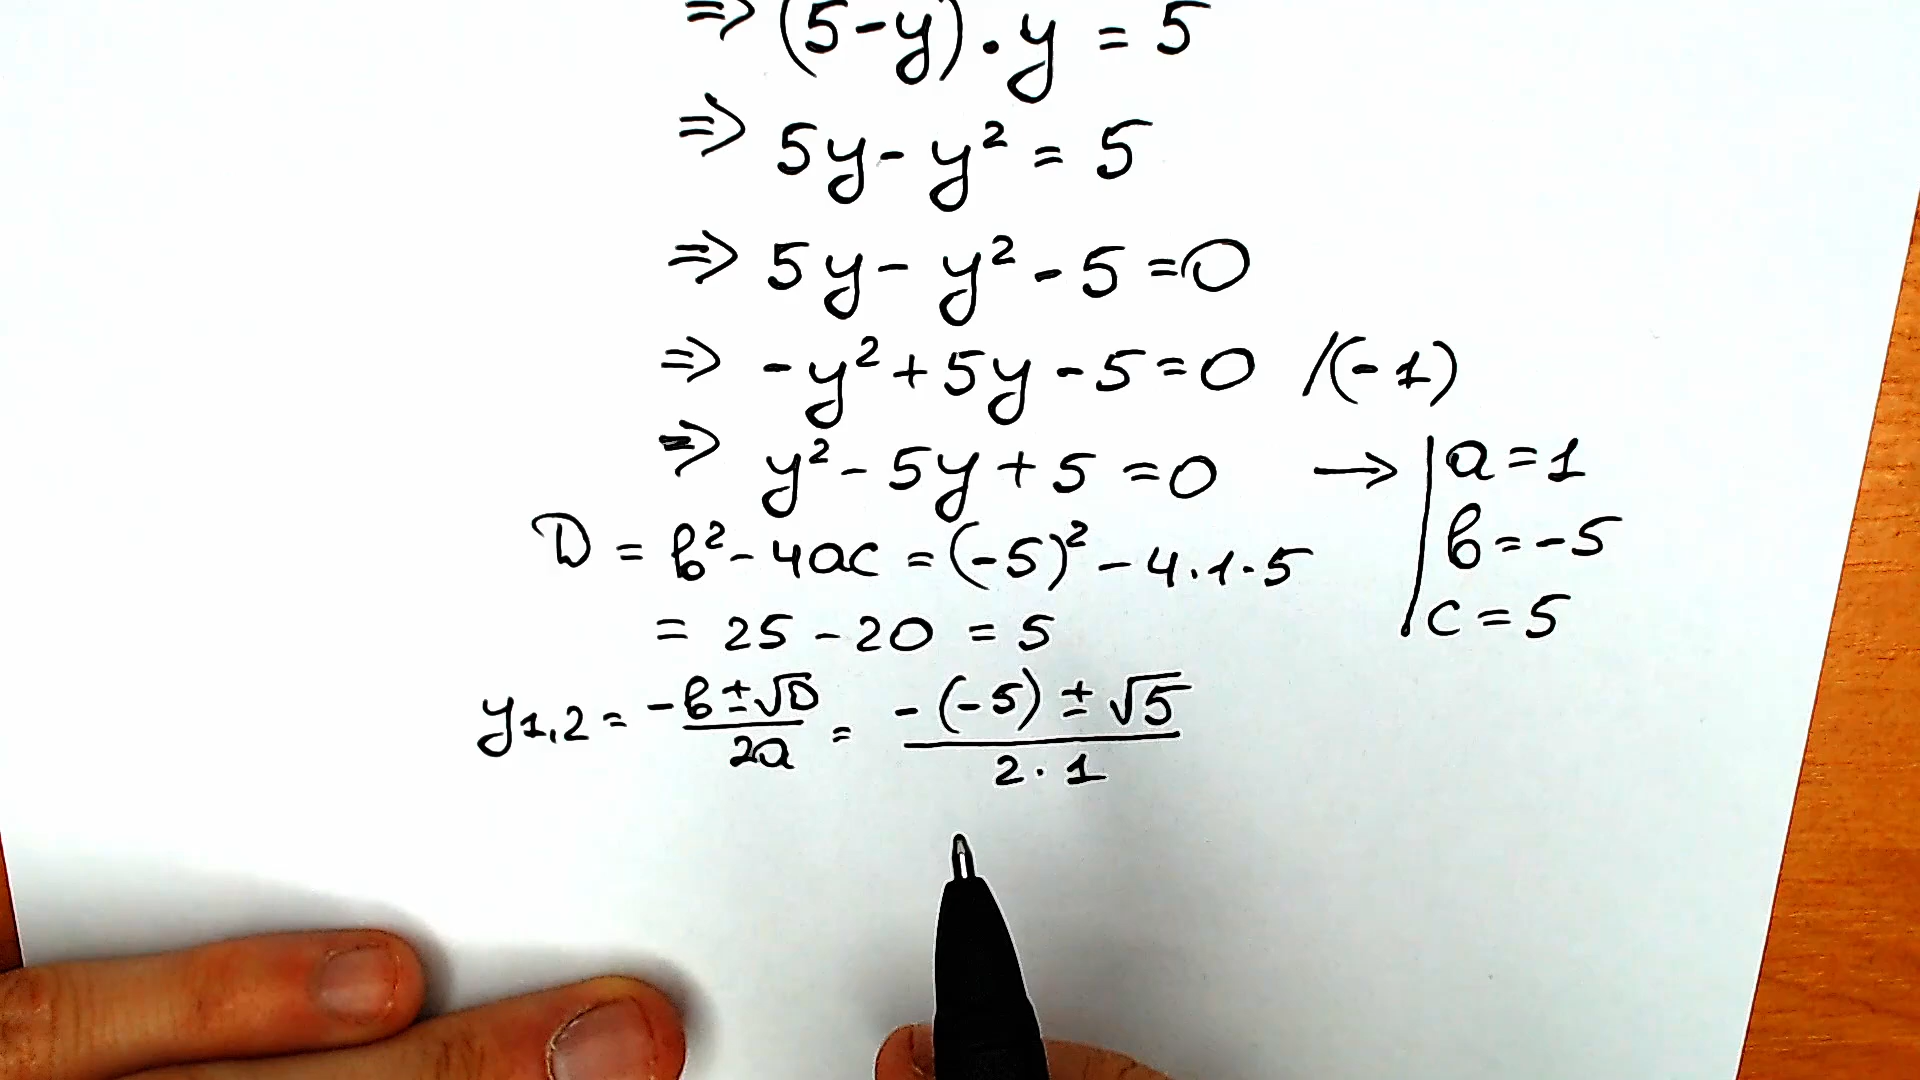 => (5-y)·y = 5
=> 5y - y² = 5
=> 5y - y² - 5 = 0
=> -y² + 5y - 5 = 0 /(-1)
=> y² - 5y + 5 = 0 → | a = 1
b = -5
c = 5
D = b² - 4ac = (-5)² - 4·1·5
= 25 - 20 = 5
y1,2 = (-b ± √D)/(2a) = (-(-5) ± √5)/(2·1)